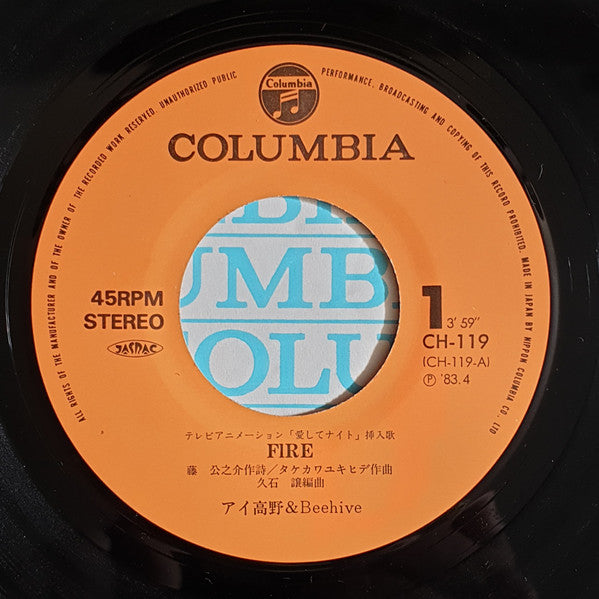 ALL RIGHTS OF THE MANUFACTURER AND OF THE OWNER OF THE RECORDED WORK RESERVED. UNAUTHORIZED PUBLIC PERFORMANCE, BROADCASTING AND COPYING OF THIS RECORD PROHIBITED. MADE IN JAPAN BY NIPPON COLUMBIA CO., LTD
Columbia
COLUMBIA
UMB
OLU
45RPM
STEREO
JASRAC
1
3′59″
CH-119
(CH-119-A)
Ⓟ '83.4
テレビアニメーション「愛してナイト」挿入歌
FIRE
藤 公之介作詩／タケカワユキヒデ作曲
久石 譲編曲
アイ高野&Beehive